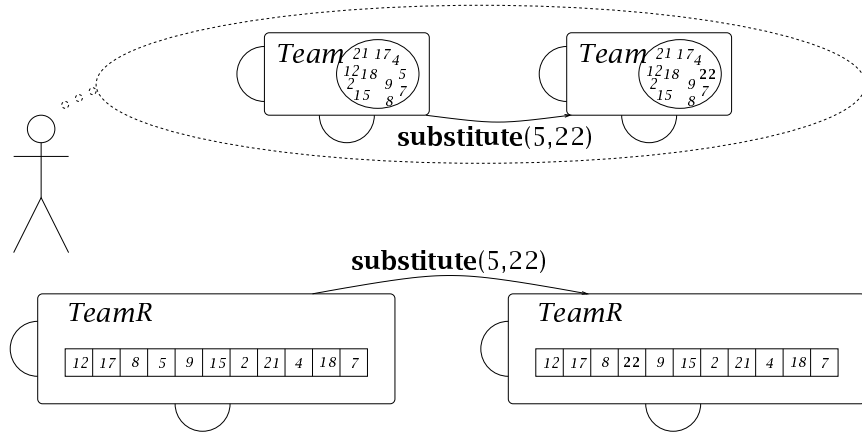 Team 21 17 4 12 18 5 2 9 7 15 8
Team 21 17 4 12 18 22 2 9 7 15 8
substitute(5,22)
substitute(5,22)
TeamR
TeamR
12 17 8 5 9 15 2 21 4 18 7
12 17 8 22 9 15 2 21 4 18 7